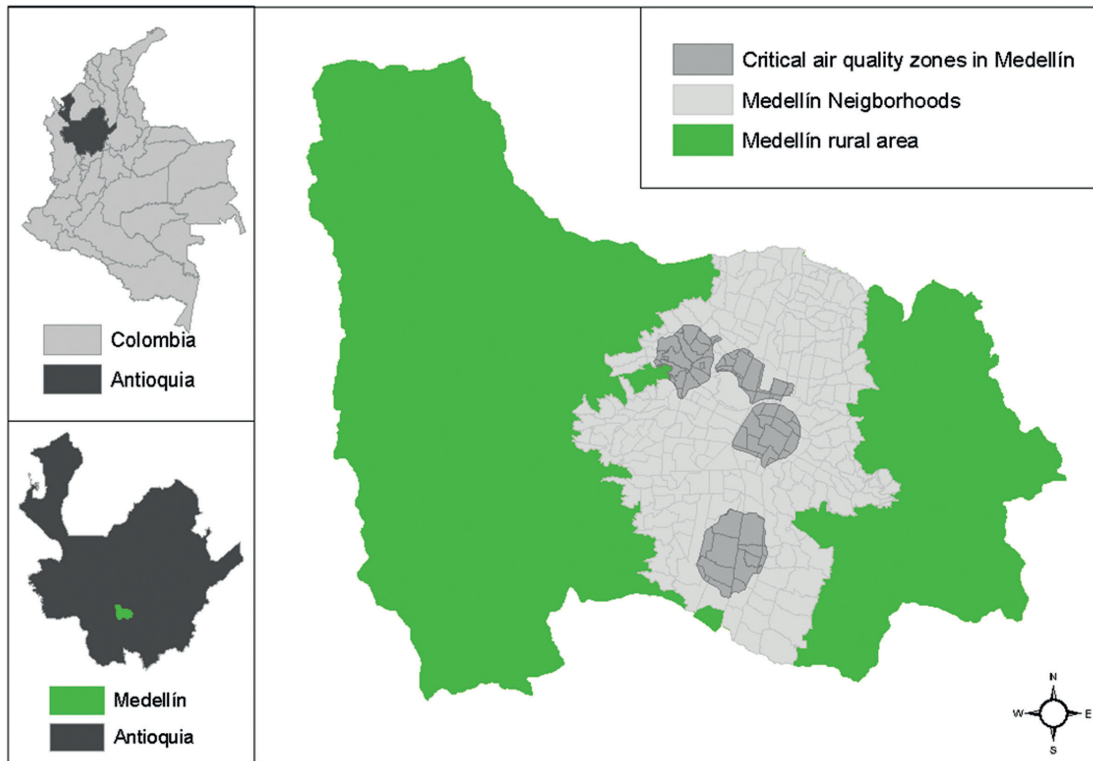 Colombia
Antioquia
Medellín
Antioquia
Critical air quality zones in Medellín
Medellín Neigborhoods
Medellín rural area
N
W E
S